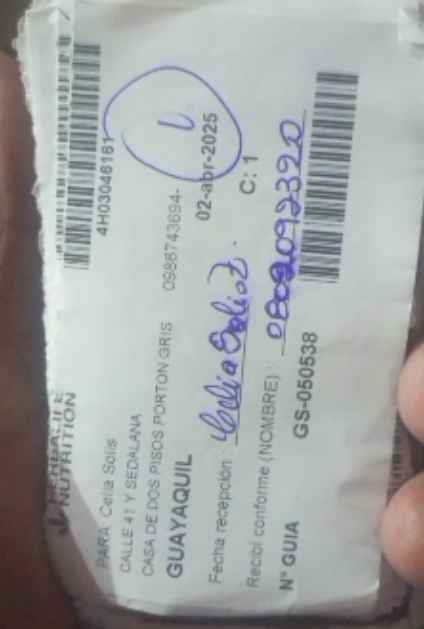 HERBALIFE
NUTRITION
4H03046161
PARA Celia Solis
CALLE 41 Y SEDALANA
CASA DE DOS PISOS PORTON GRIS 0986743694-
GUAYAQUIL 02-abr-2025
Fecha recepción : Celia Solis.
C: 1
Recibí conforme (NOMBRE) :
N° GUIA GS-050538